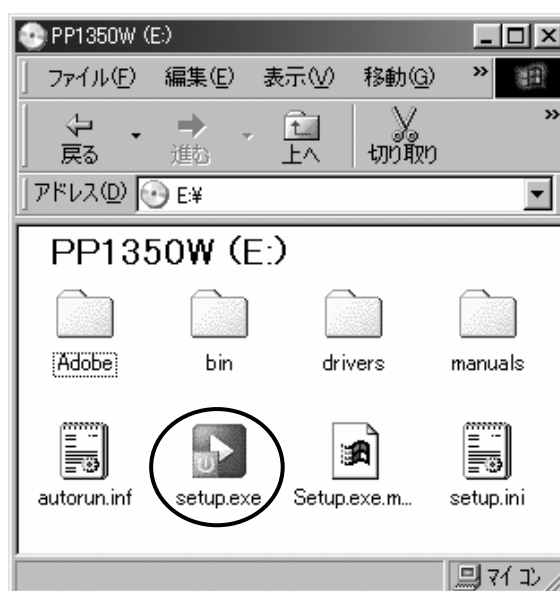 PP1350W (E:)
ファイル(F) 編集(E) 表示(V) 移動(G) »
戻る 進む 上へ 切り取り »
アドレス(D) E:¥
PP1350W (E:)
Adobe bin drivers manuals
autorun.inf setup.exe Setup.exe.m... setup.ini
マイ コン